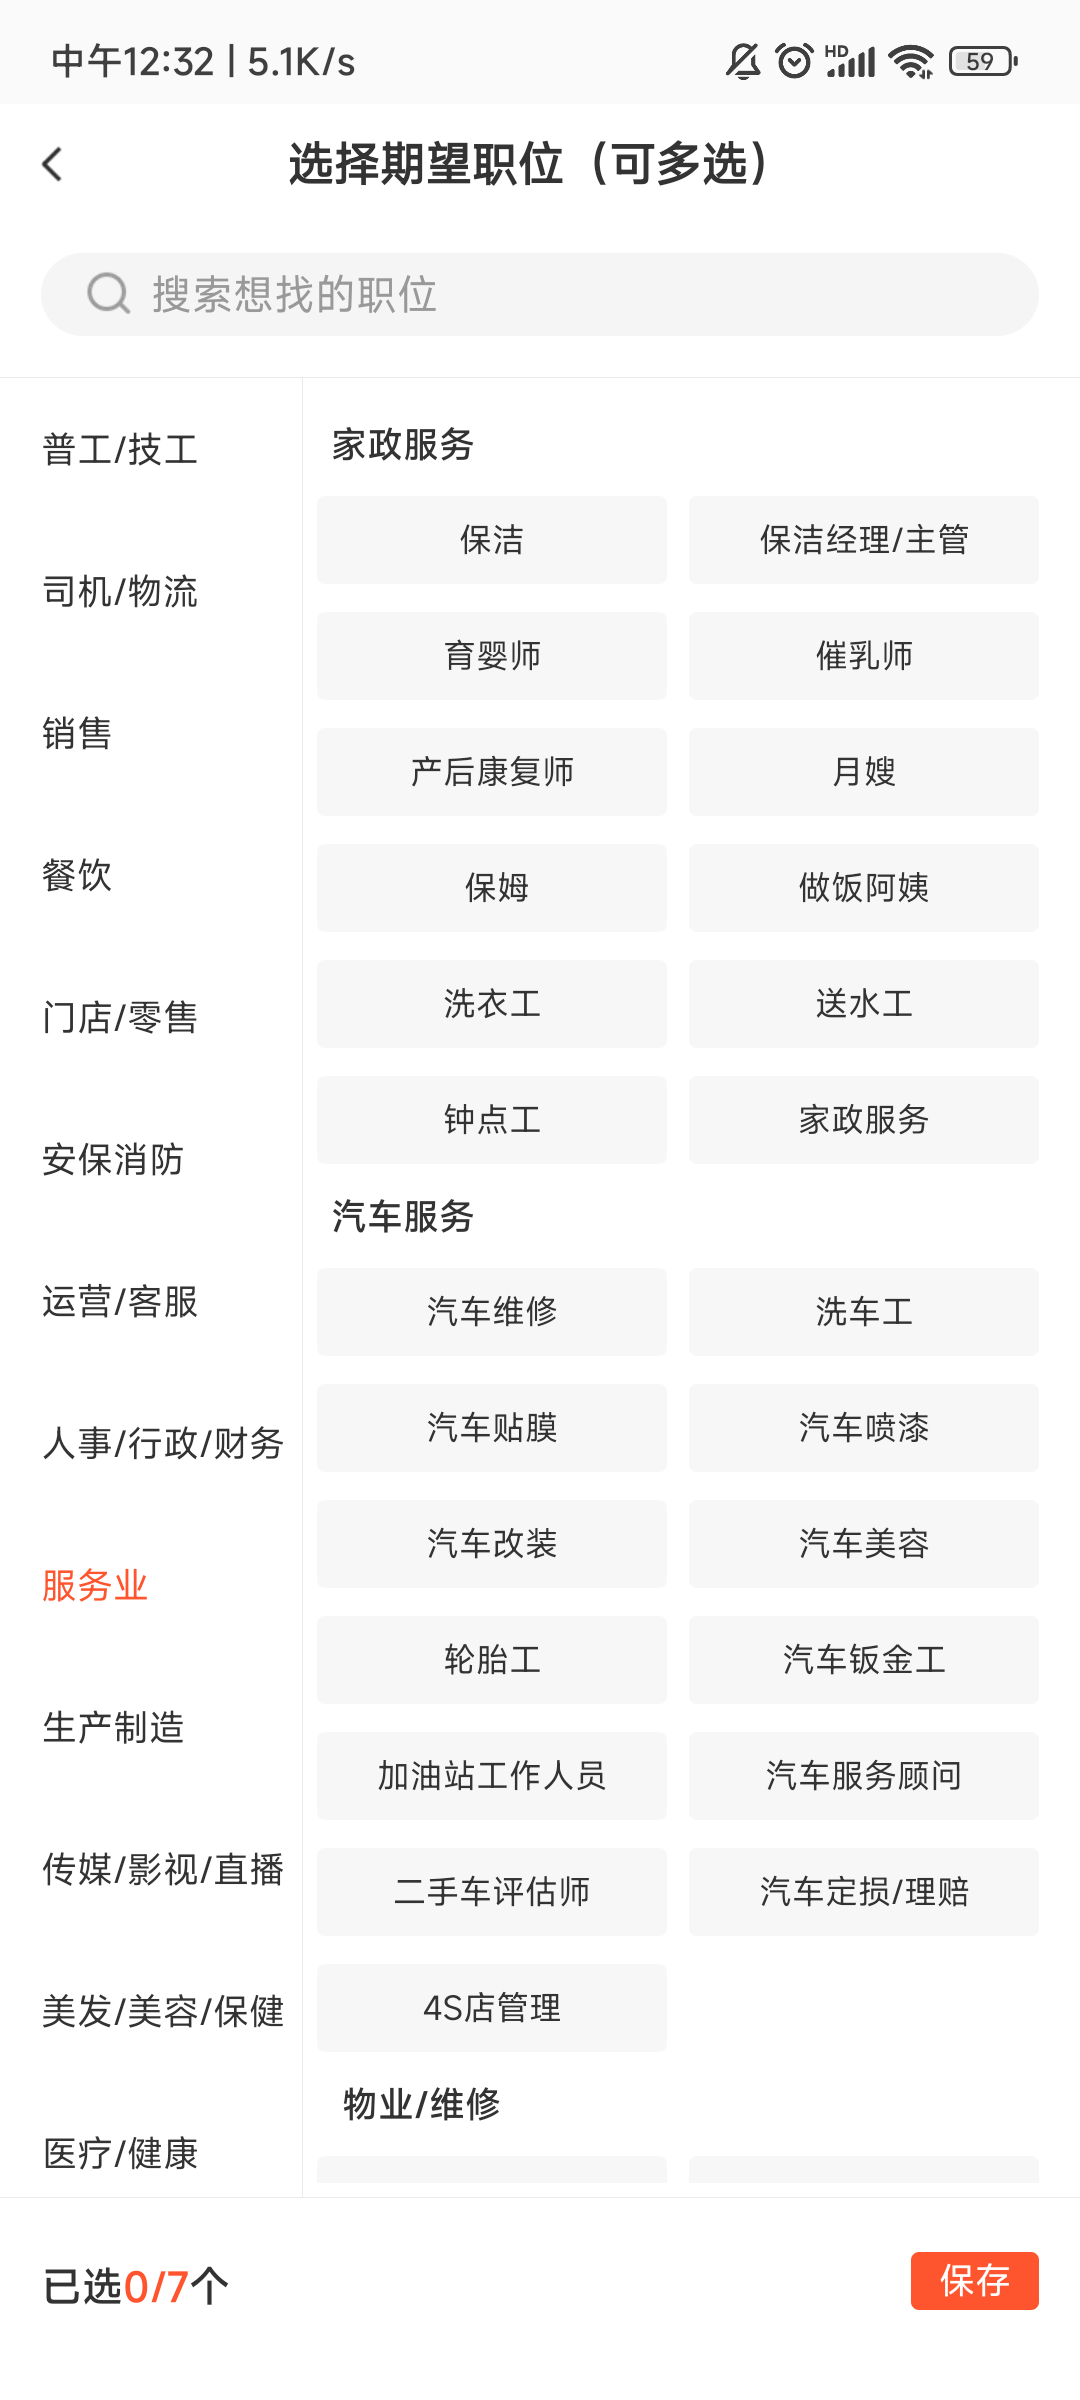 中午12:32 | 5.1K/s
HD
59
选择期望职位（可多选）
搜索想找的职位
普工/技工
司机/物流
销售
餐饮
门店/零售
安保消防
运营/客服
人事/行政/财务
服务业
生产制造
传媒/影视/直播
美发/美容/保健
医疗/健康
家政服务
保洁
保洁经理/主管
育婴师
催乳师
产后康复师
月嫂
保姆
做饭阿姨
洗衣工
送水工
钟点工
家政服务
汽车服务
汽车维修
洗车工
汽车贴膜
汽车喷漆
汽车改装
汽车美容
轮胎工
汽车钣金工
加油站工作人员
汽车服务顾问
二手车评估师
汽车定损/理赔
4S店管理
物业/维修
已选0/7个
保存